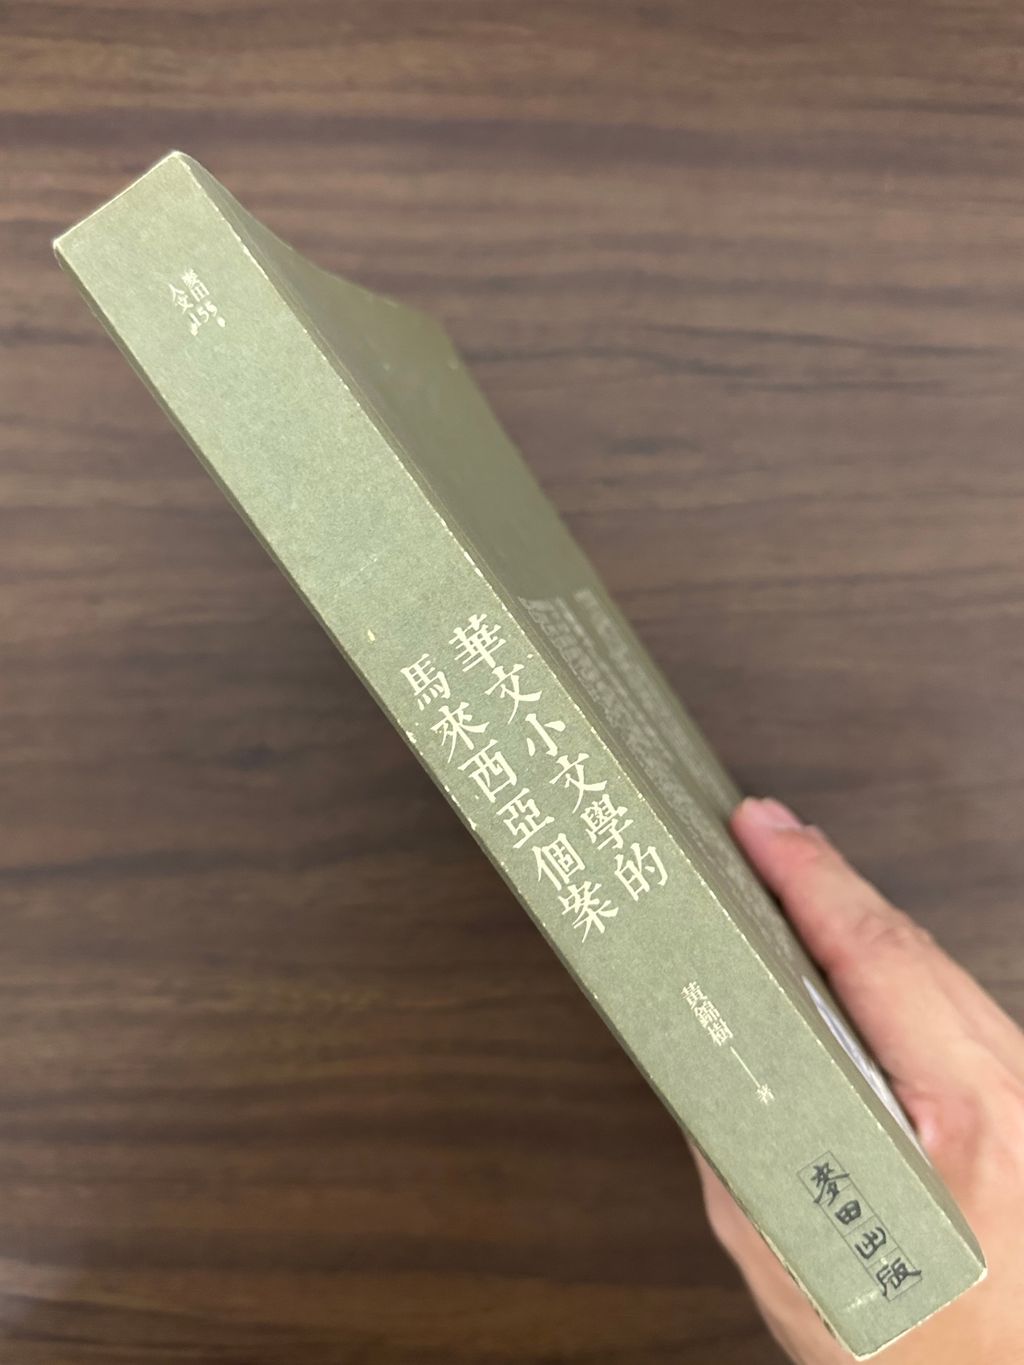 麥田
人文
155
華文小文學的
馬來西亞個案
黃錦樹——著
麥田出版